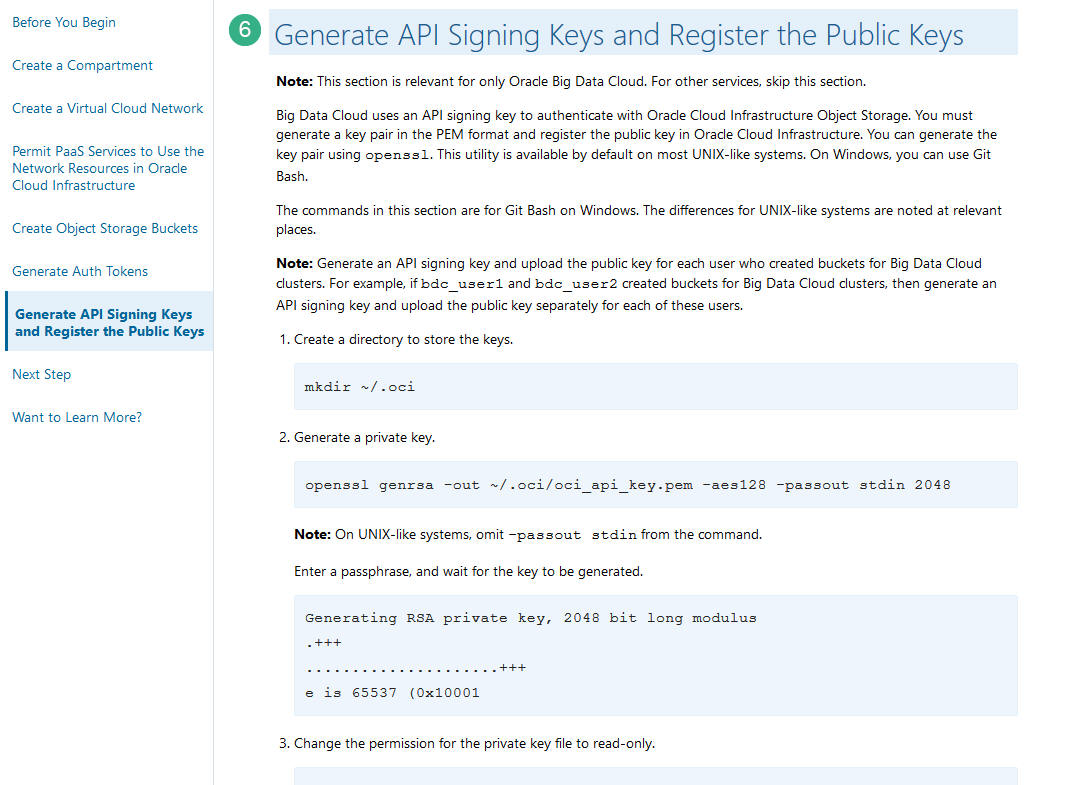 Before You Begin
Create a Compartment
Create a Virtual Cloud Network
Permit PaaS Services to Use the
Network Resources in Oracle
Cloud Infrastructure
Create Object Storage Buckets
Generate Auth Tokens
Generate API Signing Keys
and Register the Public Keys
Next Step
Want to Learn More?
6 Generate API Signing Keys and Register the Public Keys
Note: This section is relevant for only Oracle Big Data Cloud. For other services, skip this section.
Big Data Cloud uses an API signing key to authenticate with Oracle Cloud Infrastructure Object Storage. You must
generate a key pair in the PEM format and register the public key in Oracle Cloud Infrastructure. You can generate the
key pair using openssl. This utility is available by default on most UNIX-like systems. On Windows, you can use Git
Bash.
The commands in this section are for Git Bash on Windows. The differences for UNIX-like systems are noted at relevant
places.
Note: Generate an API signing key and upload the public key for each user who created buckets for Big Data Cloud
clusters. For example, if bdc_user1 and bdc_user2 created buckets for Big Data Cloud clusters, then generate an
API signing key and upload the public key separately for each of these users.
1. Create a directory to store the keys.
mkdir ~/.oci
2. Generate a private key.
openssl genrsa -out ~/.oci/oci_api_key.pem -aes128 -passout stdin 2048
Note: On UNIX-like systems, omit -passout stdin from the command.
Enter a passphrase, and wait for the key to be generated.
Generating RSA private key, 2048 bit long modulus
.+++
.....................+++
e is 65537 (0x10001
3. Change the permission for the private key file to read-only.